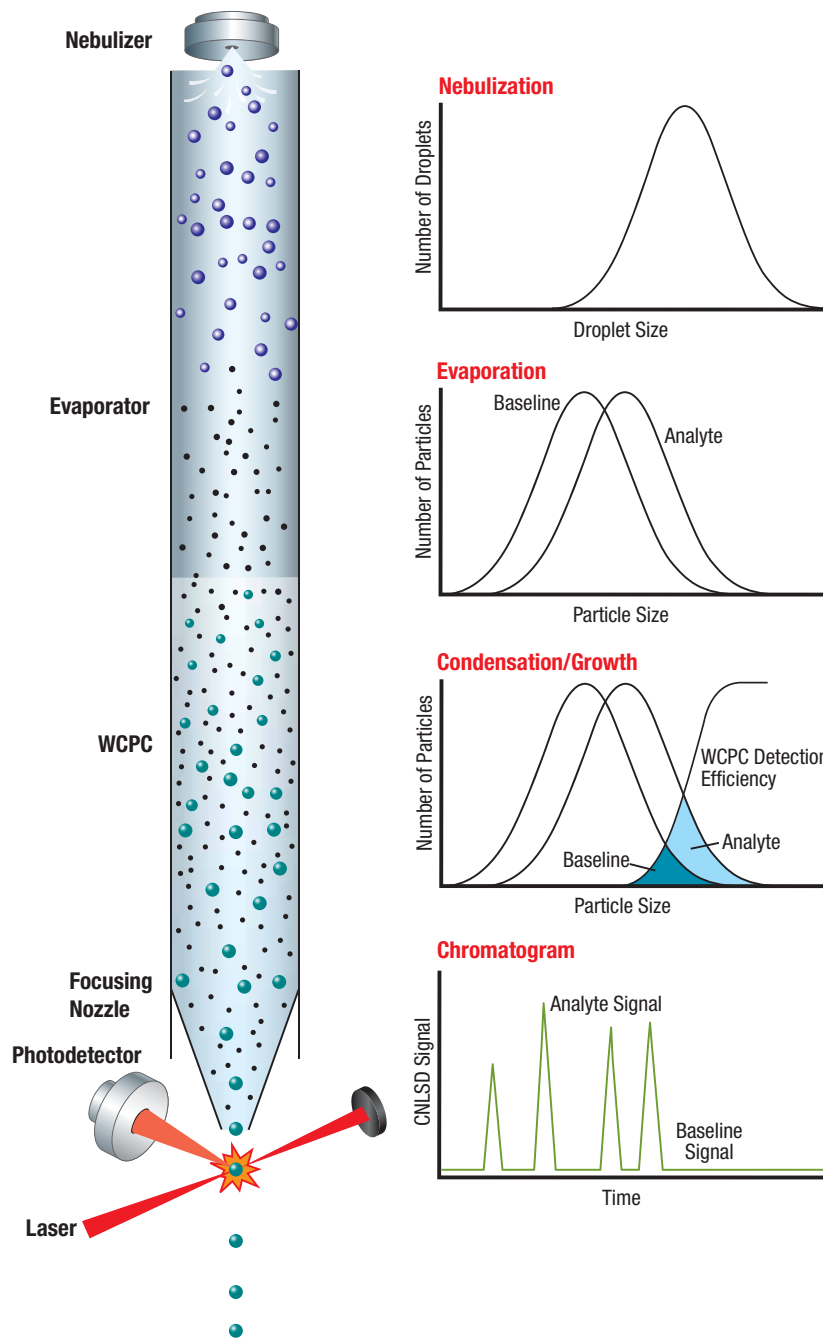 Nebulizer
Evaporator
WCPC
Focusing
Nozzle
Photodetector
Laser
Nebulization
Number of Droplets
Droplet Size
Evaporation
Number of Particles
Baseline
Analyte
Particle Size
Condensation/Growth
Number of Particles
WCPC Detection
Efficiency
Analyte
Baseline
Particle Size
Chromatogram
CNLSD Signal
Analyte Signal
Baseline
Signal
Time